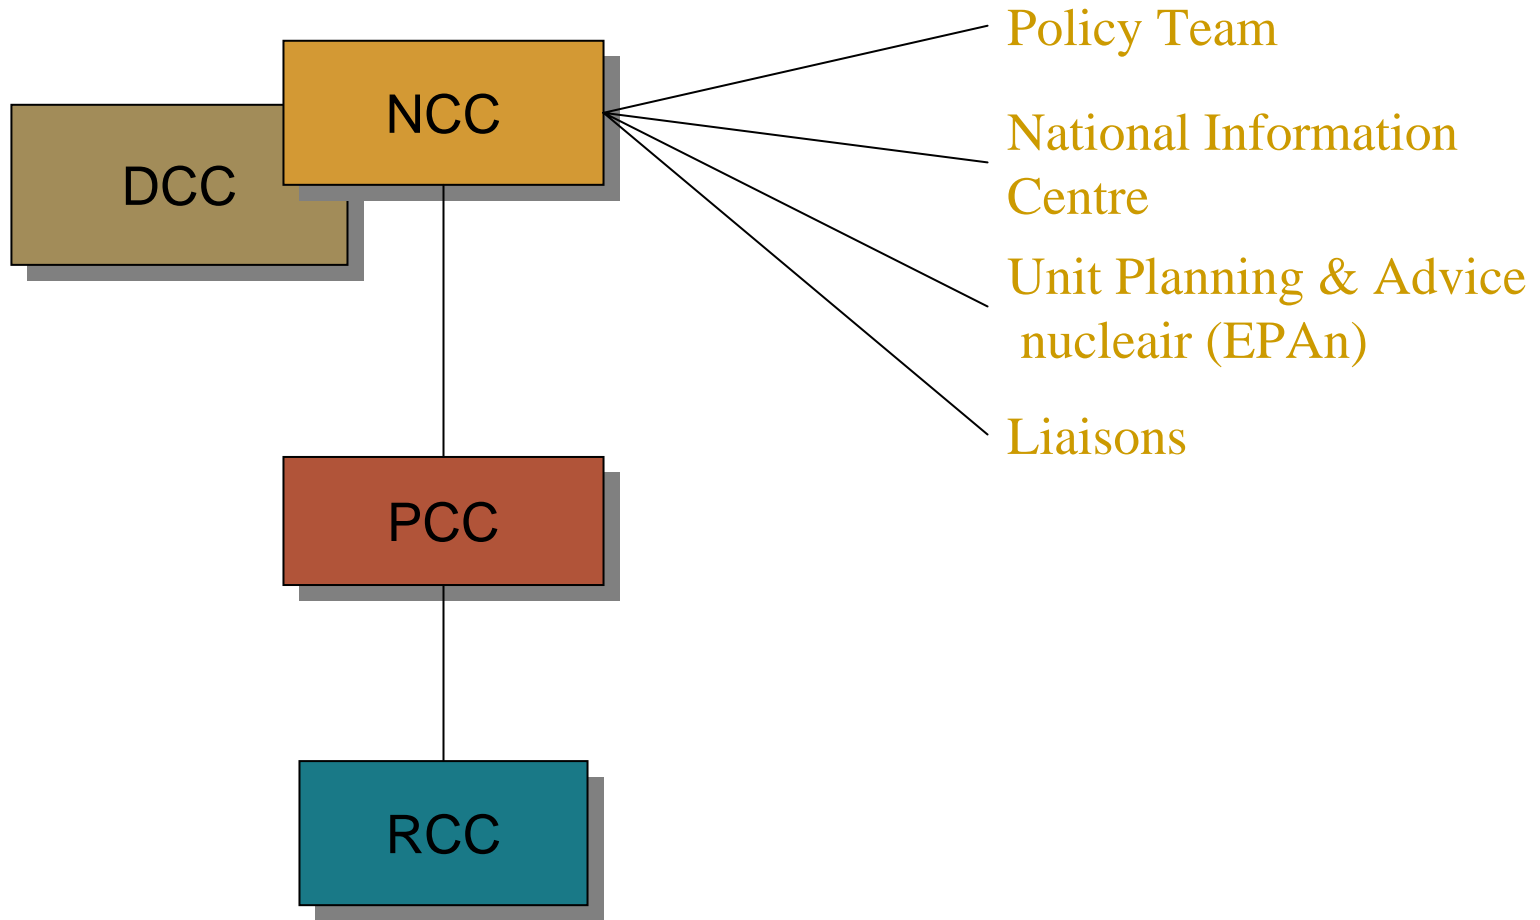 Policy Team
NCC
National Information
Centre
DCC
Unit Planning & Advice
nucleair (EPAn)
Liaisons
PCC
RCC